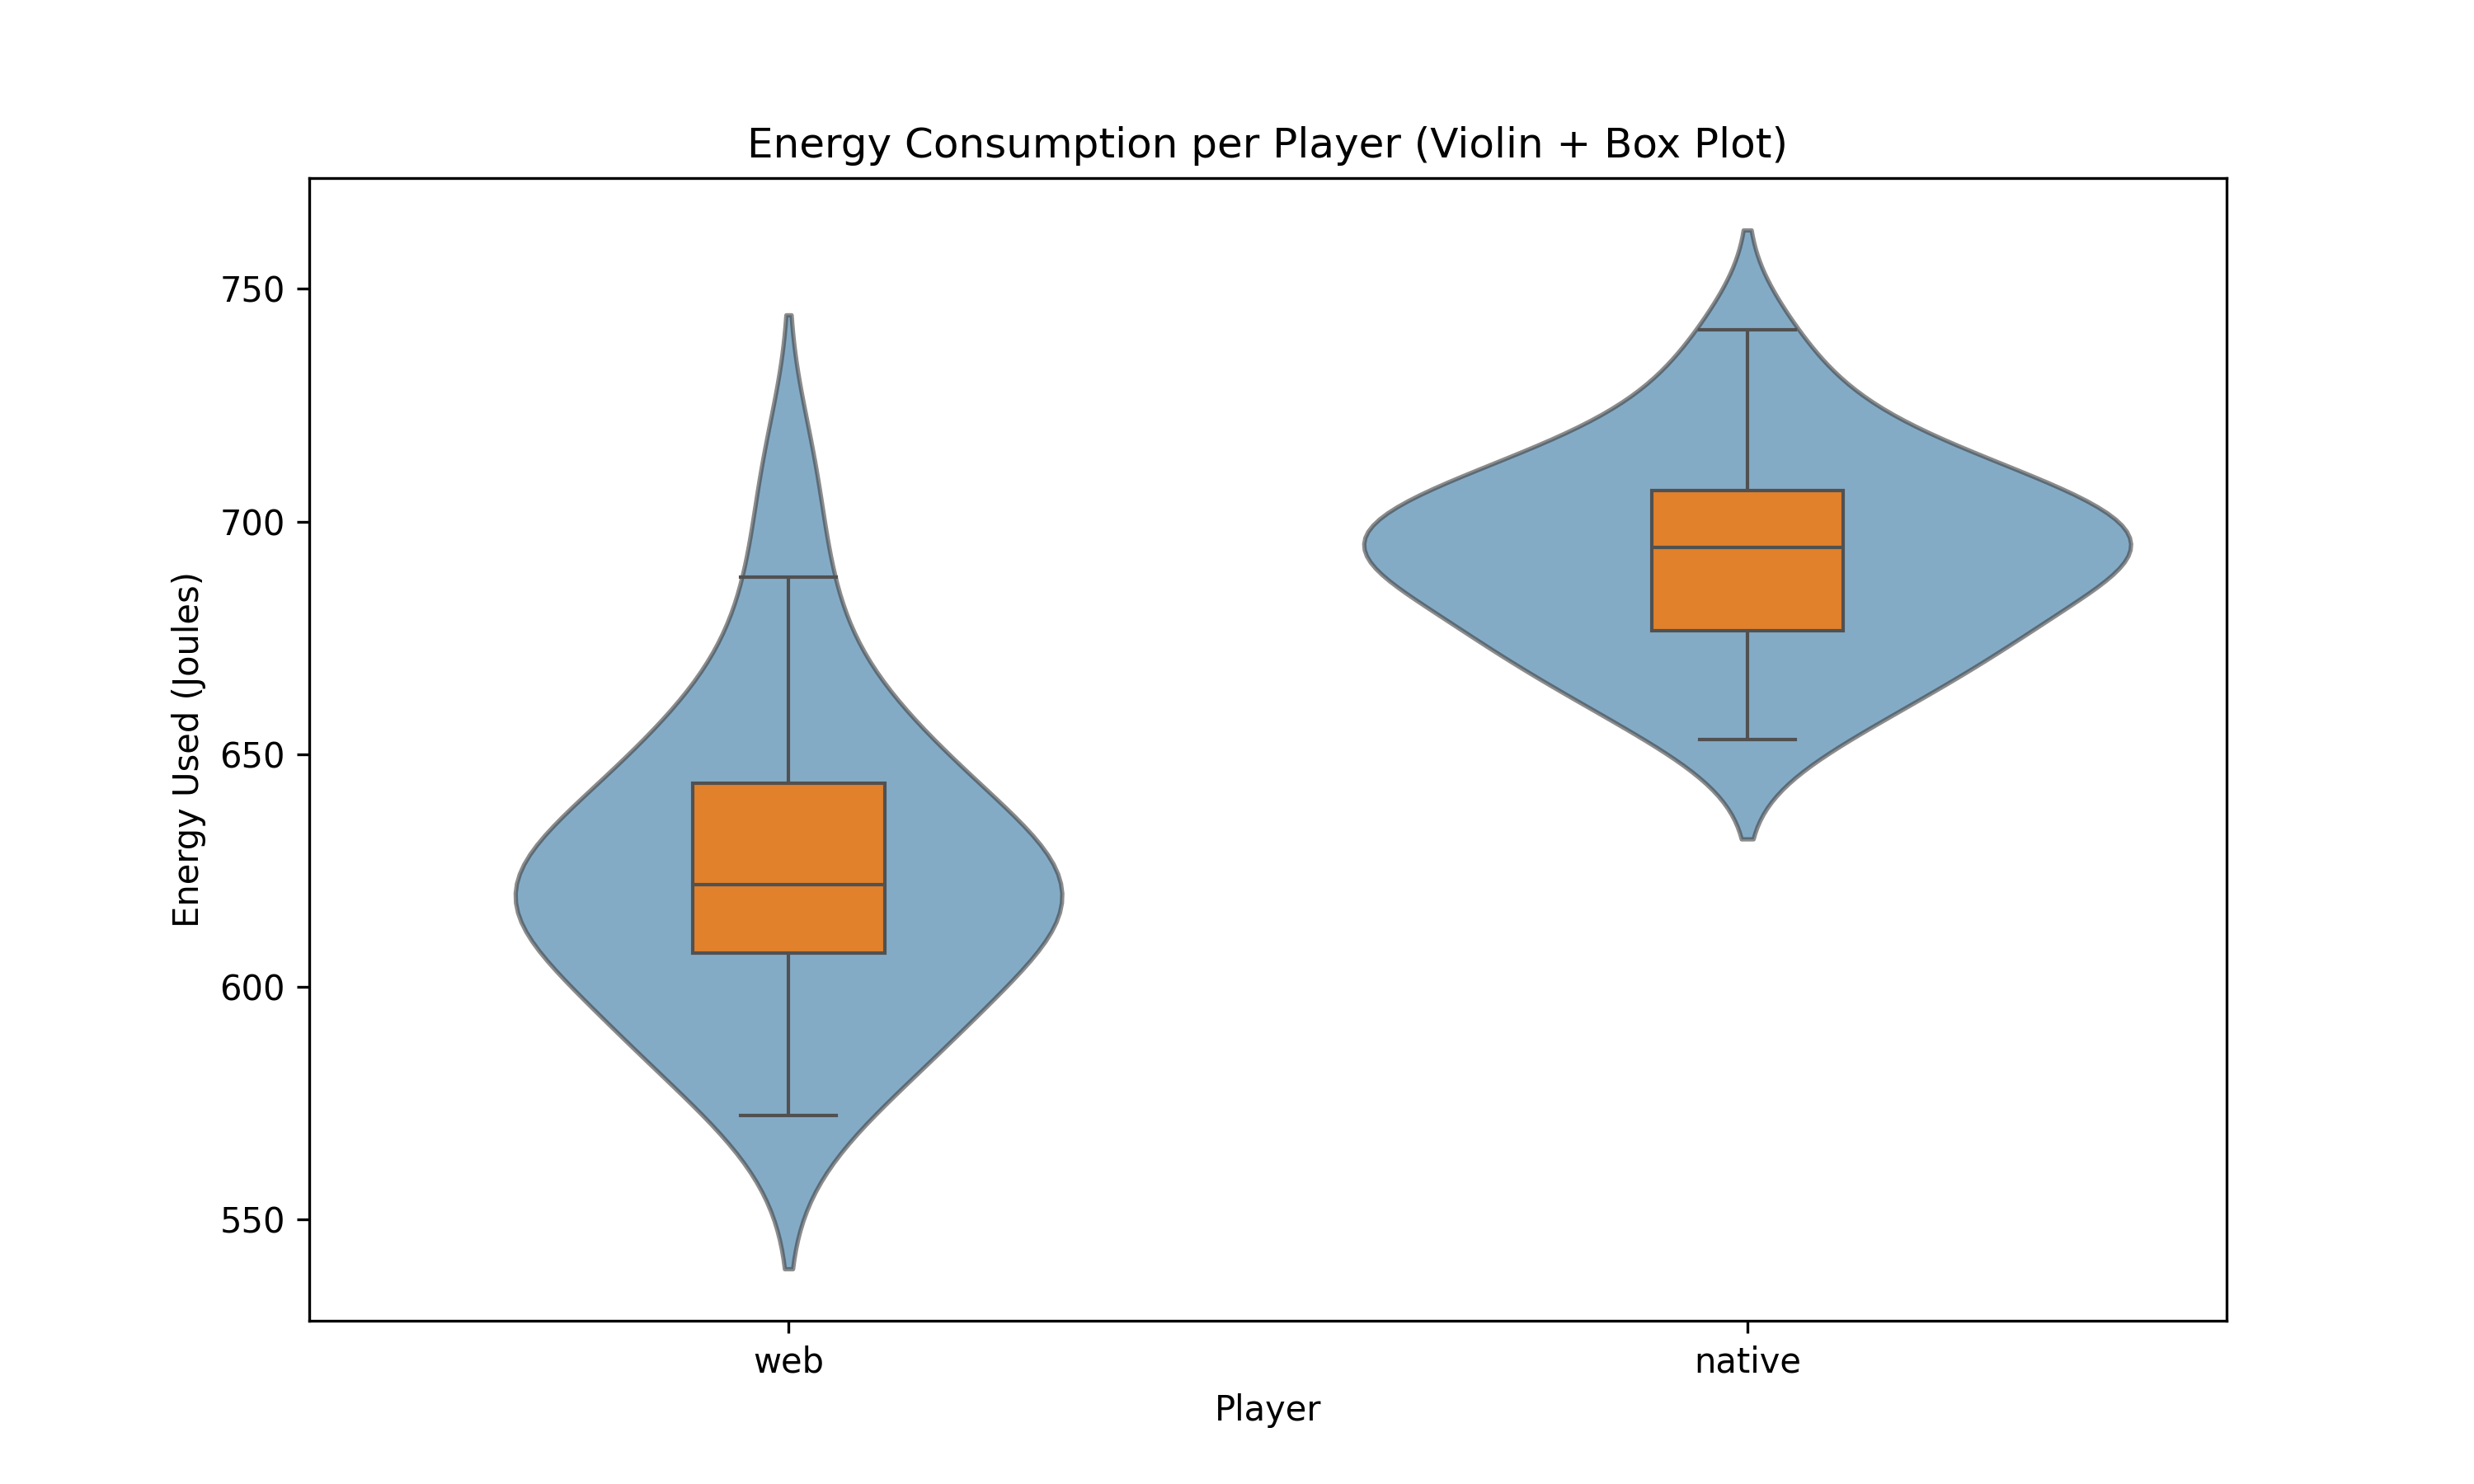 Energy Consumption per Player (Violin + Box Plot)
Energy Used (Joules)
750
700
650
600
550
web
native
Player